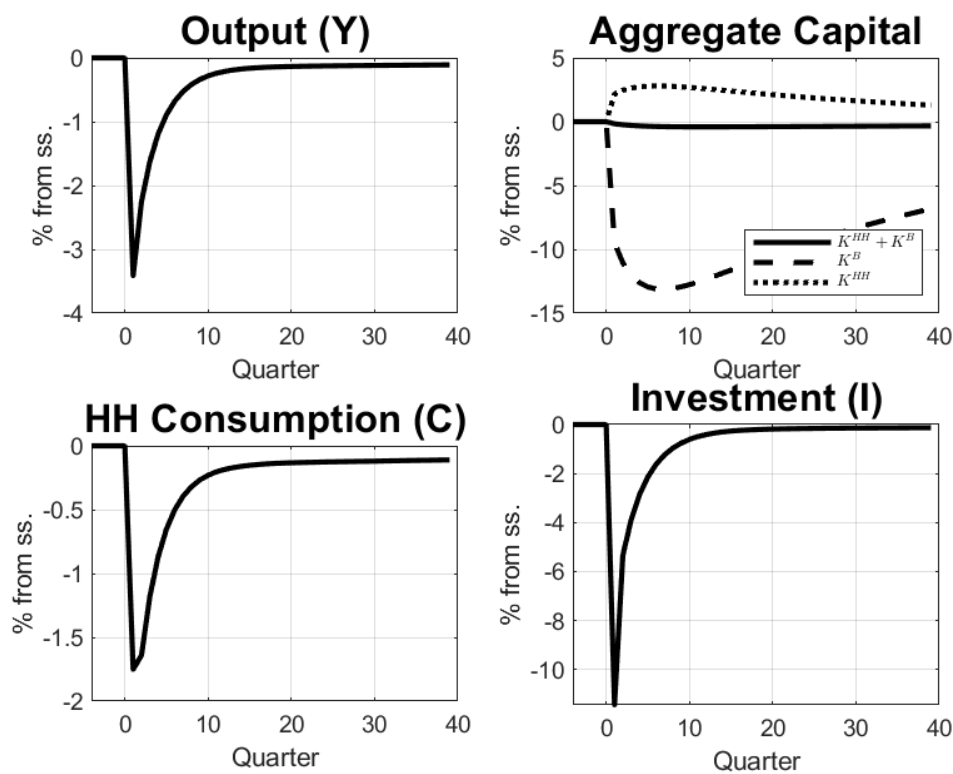 Output (Y)
% from ss.
0
-1
-2
-3
-4
0 10 20 30 40
Quarter
Aggregate Capital
% from ss.
5
0
-5
-10
-15
K^{HH} + K^B
K^B
K^{HH}
0 10 20 30 40
Quarter
HH Consumption (C)
% from ss.
0
-0.5
-1
-1.5
-2
0 10 20 30 40
Quarter
Investment (I)
% from ss.
0
-2
-4
-6
-8
-10
0 10 20 30 40
Quarter